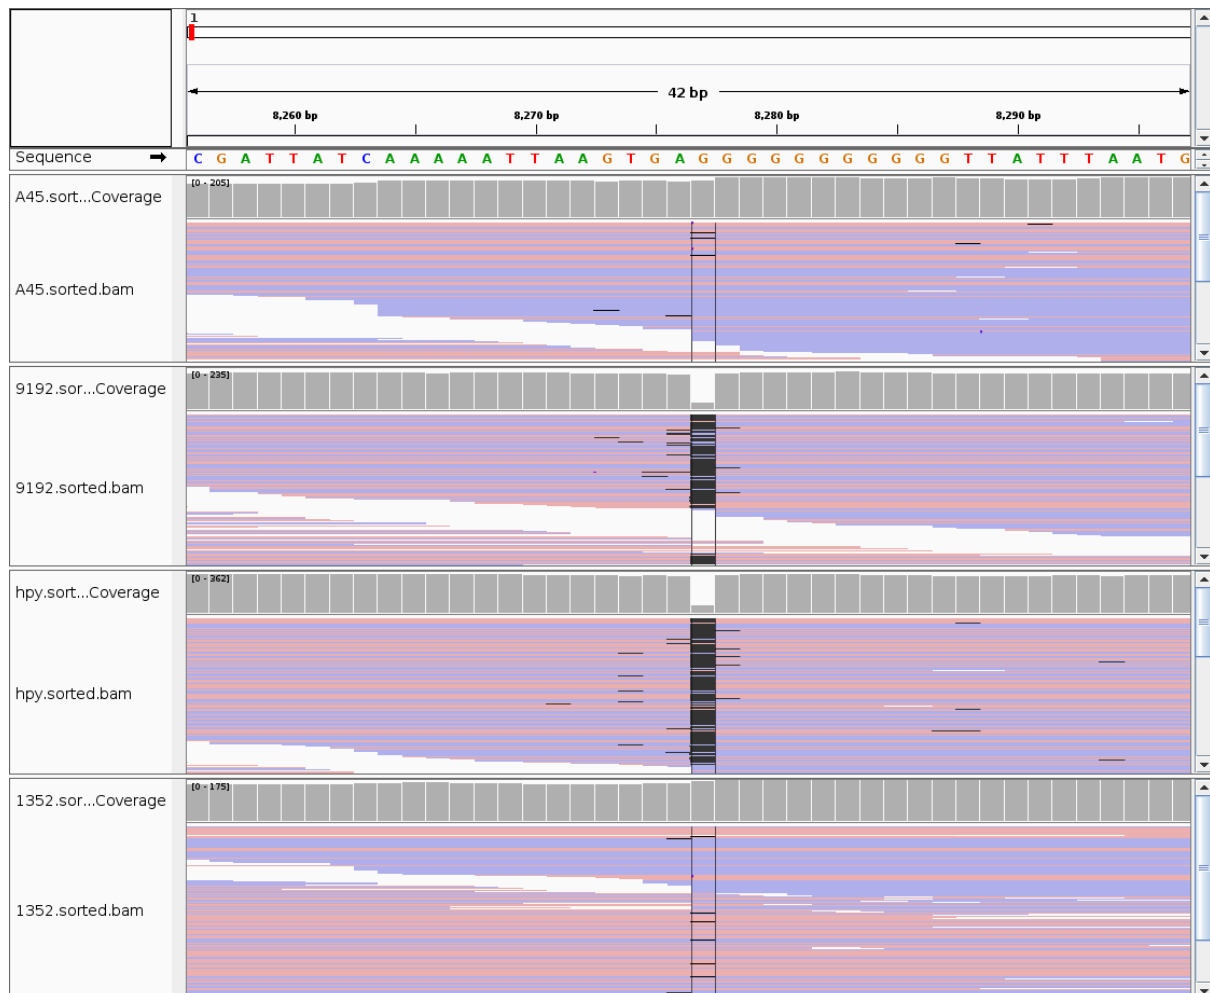 1
42 bp
8,260 bp 8,270 bp 8,280 bp 8,290 bp
Sequence C G A T T A T C A A A A A T T A A G T G A G G G G G G G G G G G T T A T T T A A T G
[0 - 205]
A45.sort...Coverage
A45.sorted.bam
[0 - 235]
9192.sor...Coverage
9192.sorted.bam
[0 - 362]
hpy.sort...Coverage
hpy.sorted.bam
[0 - 175]
1352.sor...Coverage
1352.sorted.bam